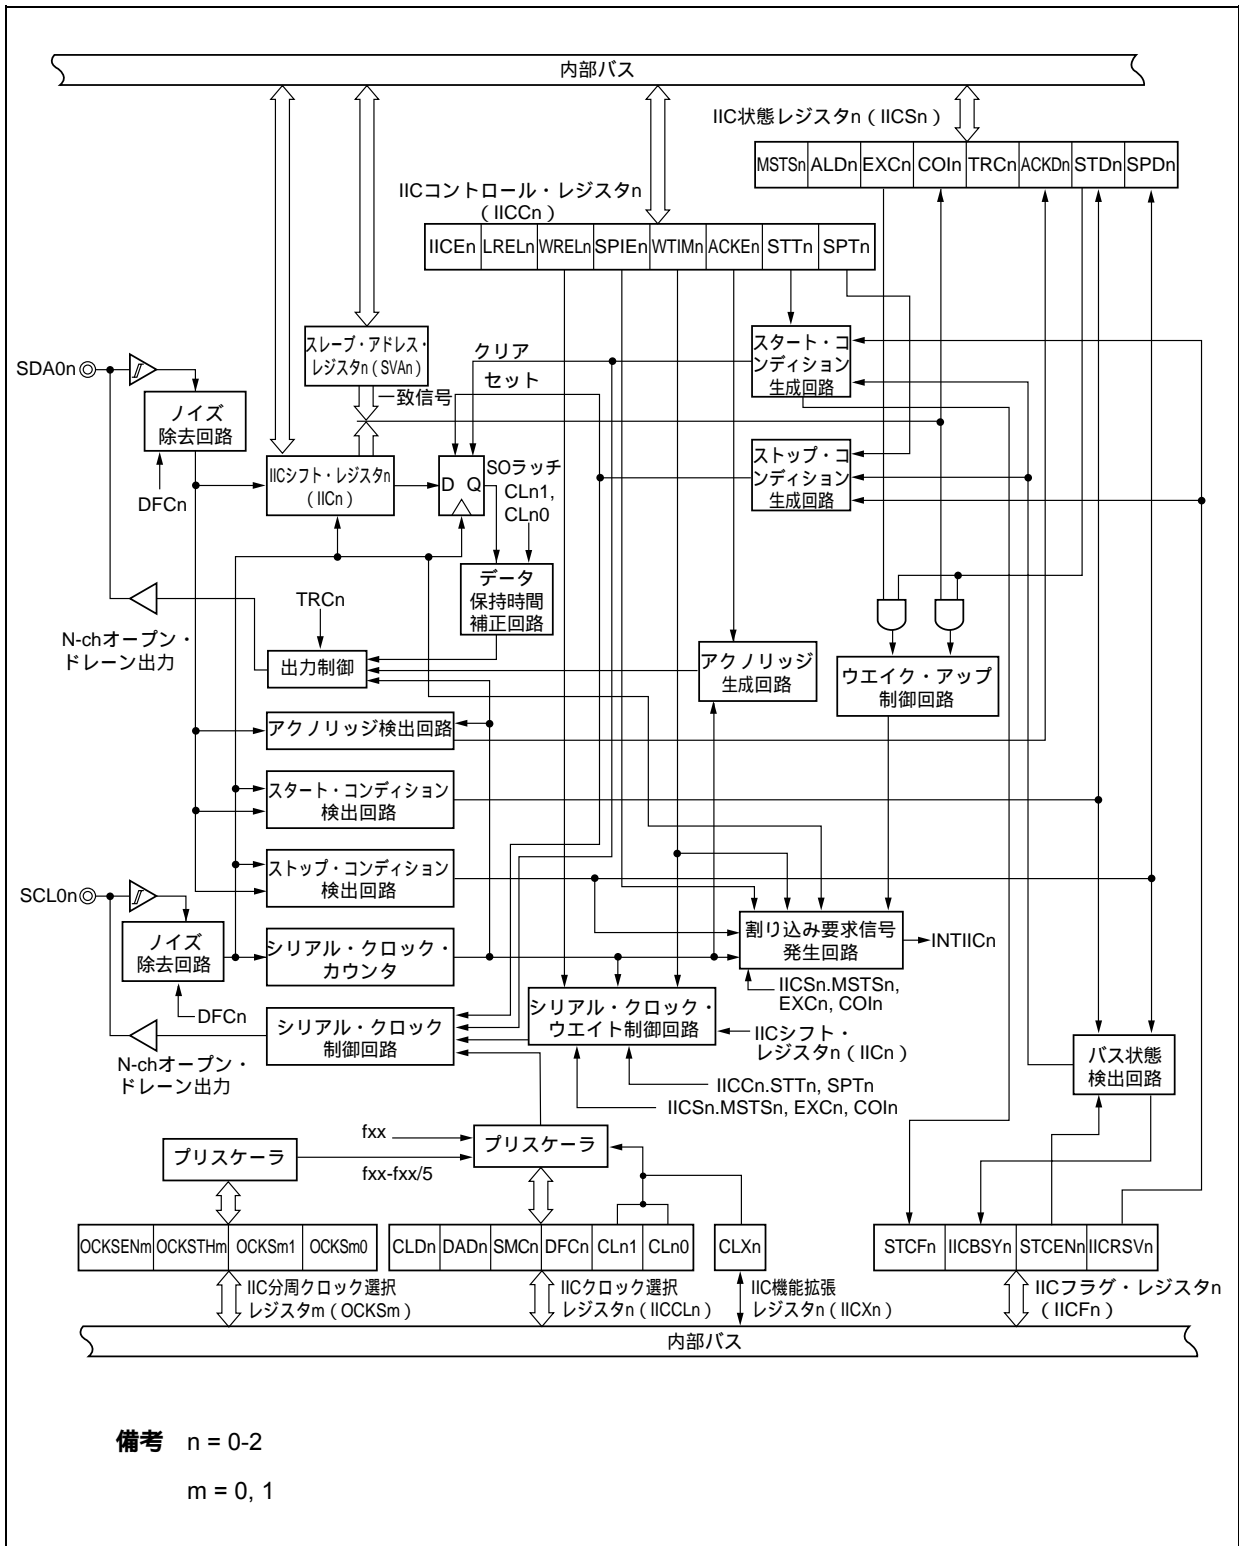 内部バス
IIC状態レジスタn(IICSn)
MSTSn ALDn EXCn COIn TRCn ACKDn STDn SPDn
IICコントロール・レジスタn
(IICCn)
IICEn LRELn WRELn SPIEn WTIMn ACKEn STTn SPTn
スレーブ・アドレス・
レジスタn(SVAn)
クリア
セット
スタート・コ
ンディション
生成回路
SDA0n
一致信号
ノイズ
除去回路
DFCn
IICシフト・レジスタn
(IICn)
D Q
SOラッチ
CLn1,
CLn0
ストップ・コ
ンディション
生成回路
データ
保持時間
補正回路
TRCn
N-chオープン・
ドレーン出力
出力制御
アクノリッジ
生成回路
ウエイク・アップ
制御回路
アクノリッジ検出回路
スタート・コンディション
検出回路
ストップ・コンディション
検出回路
SCL0n
ノイズ
除去回路
DFCn
シリアル・クロック・
カウンタ
割り込み要求信号
発生回路
INTIICn
IICSn.MSTSn,
EXCn, COIn
シリアル・クロック
制御回路
シリアル・クロック・
ウエイト制御回路
IICシフト・
レジスタn(IICn)
N-chオープン・
ドレーン出力
バス状態
検出回路
IICCn.STTn, SPTn
IICSn.MSTSn, EXCn, COIn
fxx
プリスケーラ
プリスケーラ
fxx-fxx/5
OCKSENm OCKSTHm OCKSm1 OCKSm0
CLDn DADn SMCn DFCn CLn1 CLn0
CLXn
STCFn IICBSYn STCENn IICRSVn
IIC分周クロック選択
レジスタm(OCKSm)
IICクロック選択
レジスタn(IICCLn)
IIC機能拡張
レジスタn(IICXn)
IICフラグ・レジスタn
(IICFn)
内部バス
備考 n = 0-2
m = 0, 1